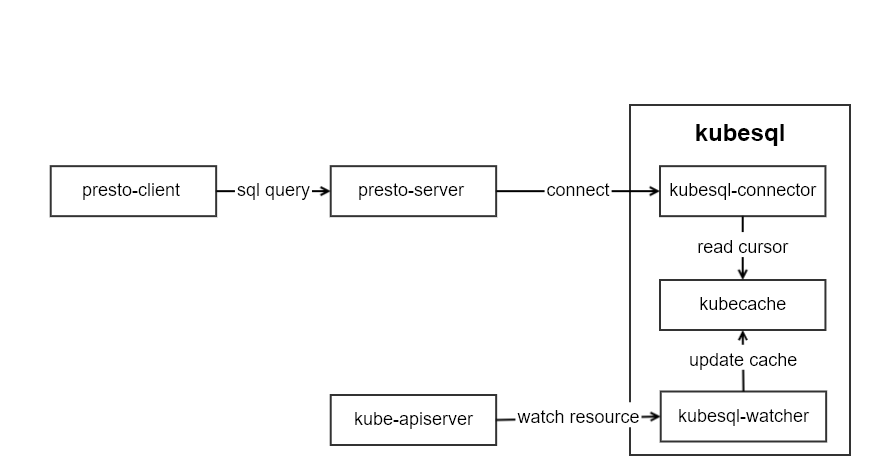 kubesql
presto-client
sql query
presto-server
connect
kubesql-connector
read cursor
kubecache
update cache
kube-apiserver
watch resource
kubesql-watcher